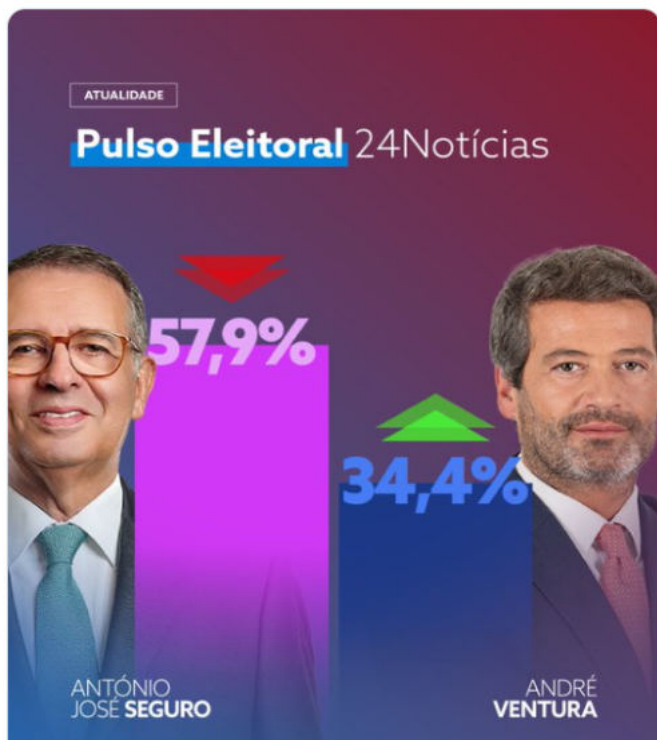 ATUALIDADE
Pulso Eleitoral 24Notícias
57,9%
34,4%
ANTÓNIO
JOSÉ SEGURO
ANDRÉ
VENTURA